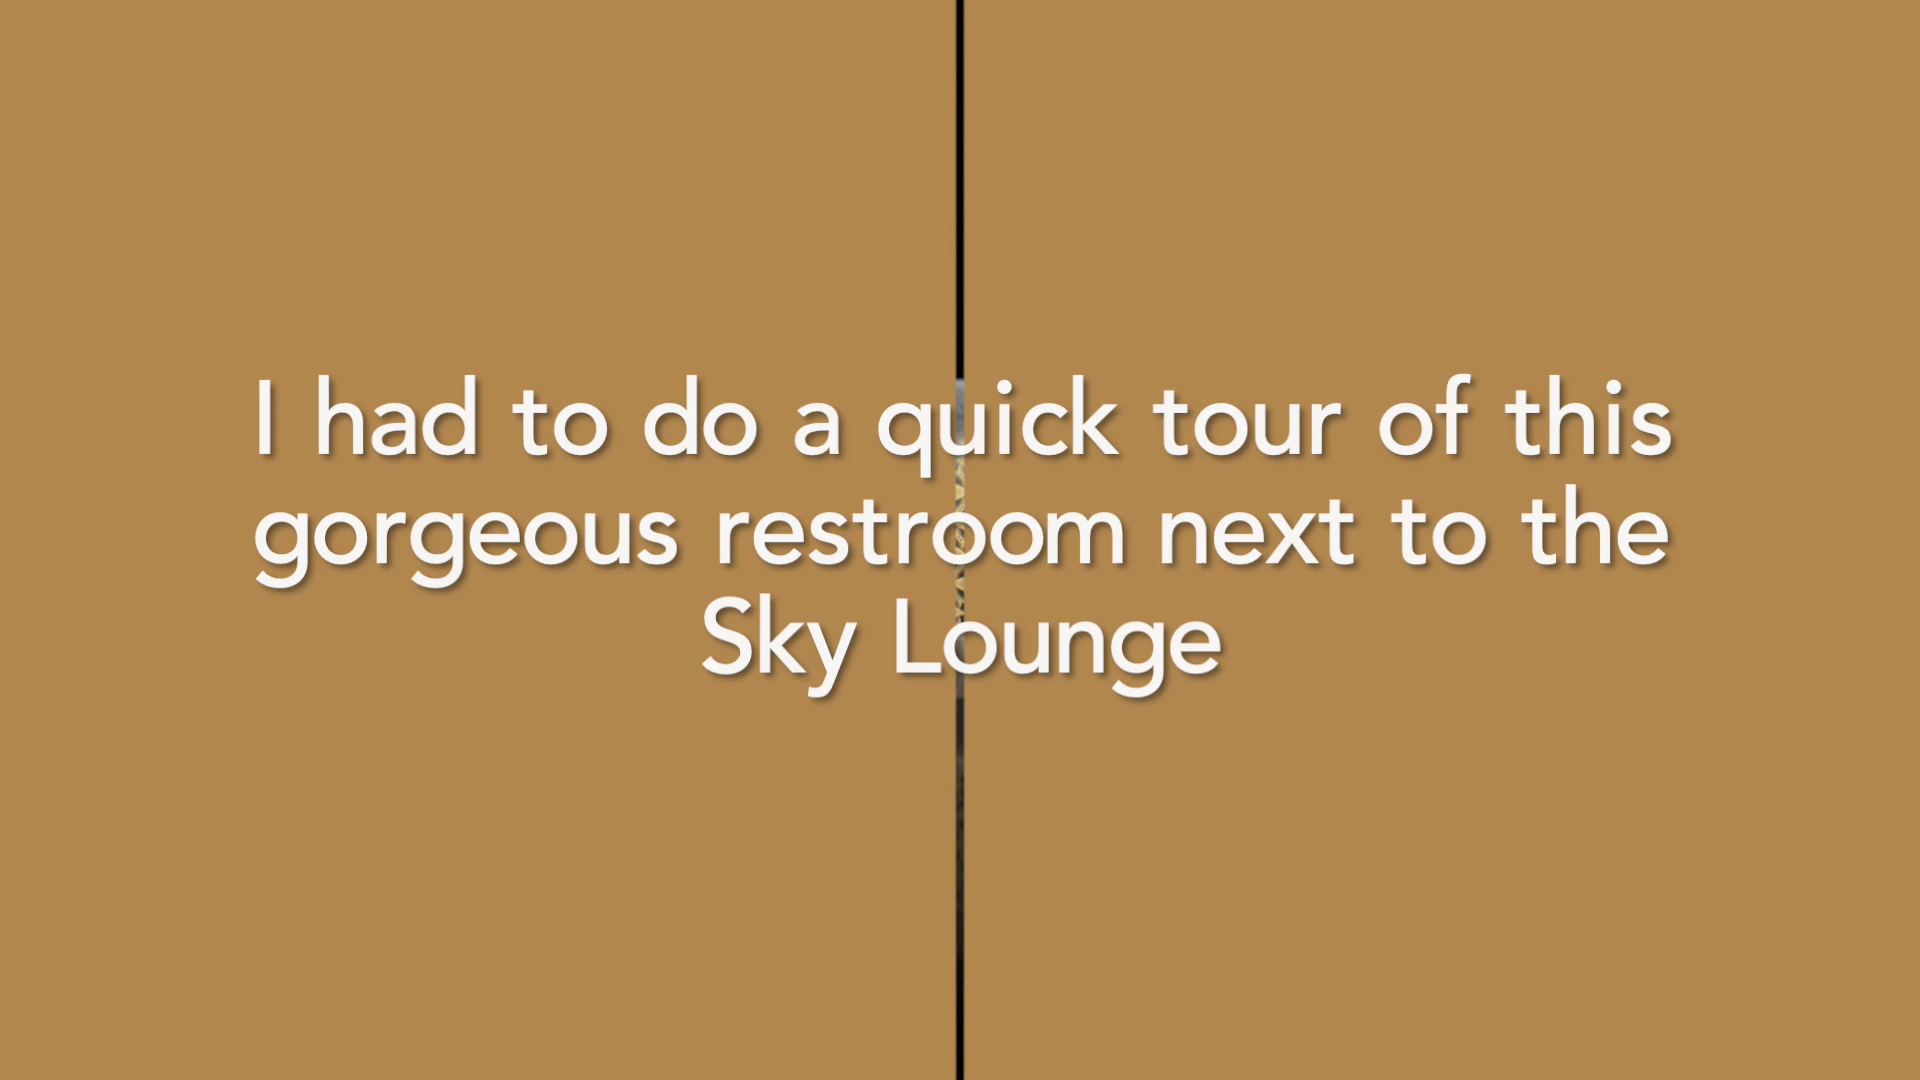 I had to do a quick tour of this
gorgeous restroom next to the
Sky Lounge